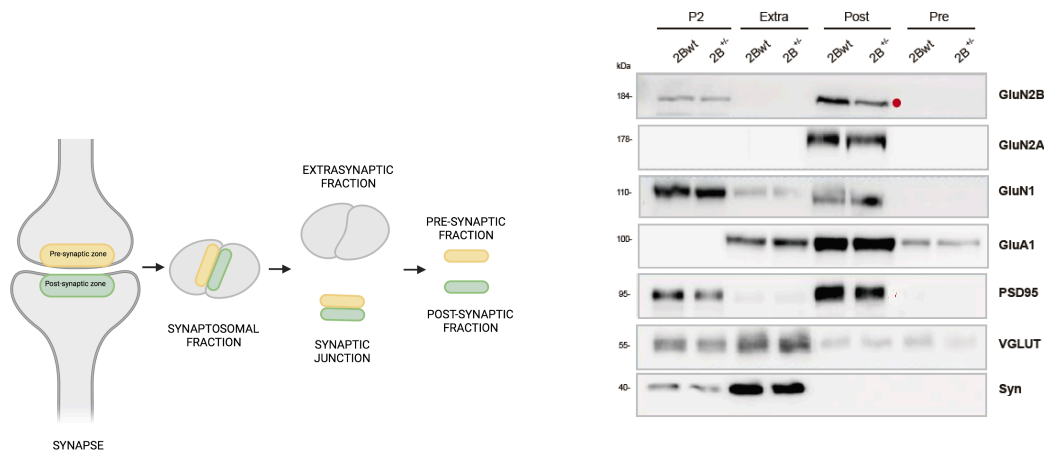 Pre-synaptic zone
Post-synaptic zone
SYNAPSE
SYNAPTOSOMAL
FRACTION
EXTRASYNAPTIC
FRACTION
SYNAPTIC
JUNCTION
PRE-SYNAPTIC
FRACTION
POST-SYNAPTIC
FRACTION
P2 Extra Post Pre
2Bwt 2B+/- 2Bwt 2B+/- 2Bwt 2B+/- 2Bwt 2B+/-
kDa
184- GluN2B
178- GluN2A
110- GluN1
100- GluA1
95- PSD95
55- VGLUT
40- Syn